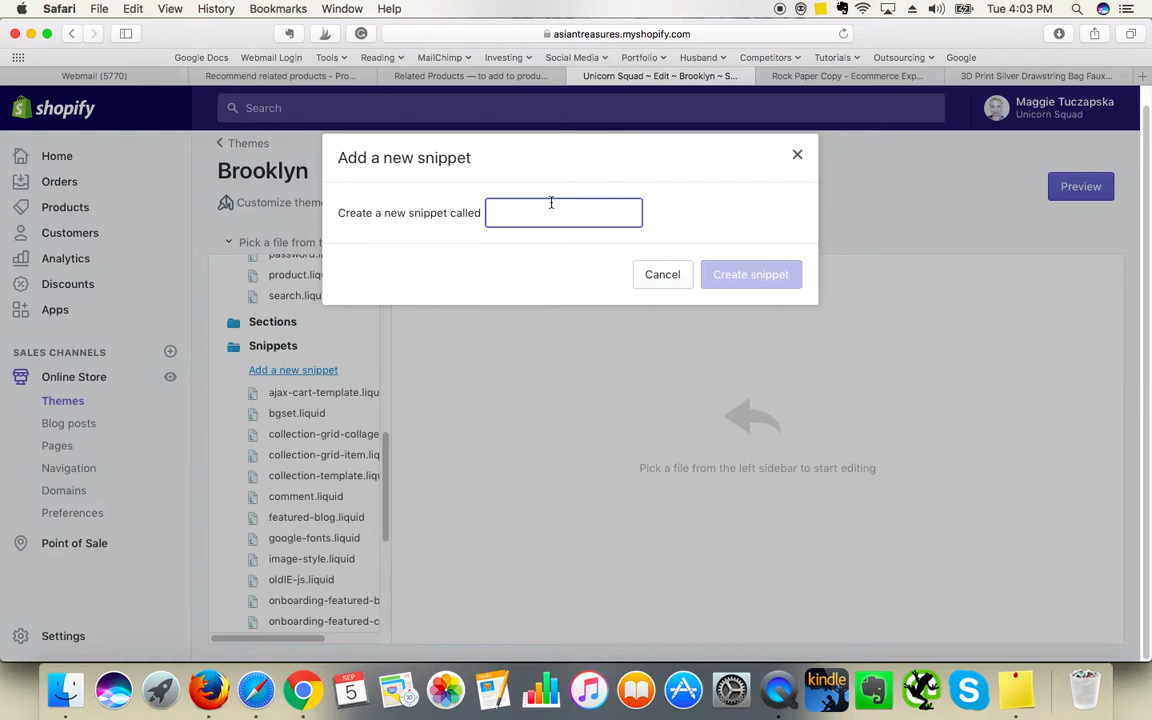 Safari File Edit View History Bookmarks Window Help Tue 4:03 PM
asiantreasures.myshopify.com
Google Docs Webmail Login Tools Reading MailChimp Investing Social Media Portfolio Husband Competitors Tutorials Outsourcing Google
Webmail (5770) Recommend related products - Pro... Related Products — to add to produ... Unicorn Squad ~ Edit ~ Brooklyn ~ S... Rock Paper Copy - Ecommerce Exp... 3D Print Silver Drawstring Bag Faux...
shopify
Search
Maggie Tuczapska
Unicorn Squad
Home
Orders
Products
Customers
Analytics
Discounts
Apps
SALES CHANNELS
Online Store
Themes
Blog posts
Pages
Navigation
Domains
Preferences
Point of Sale
Settings
Themes
Brooklyn
Customize theme
Preview
Pick a file from t
password.li
product.liq
search.liqu
Sections
Snippets
Add a new snippet
ajax-cart-template.liqu
bgset.liquid
collection-grid-collage
collection-grid-item.liq
collection-template.liqu
comment.liquid
featured-blog.liquid
google-fonts.liquid
image-style.liquid
oldIE-js.liquid
onboarding-featured-b
onboarding-featured-c
Pick a file from the left sidebar to start editing
Add a new snippet
Create a new snippet called
Cancel Create snippet
SEP
5
kindle